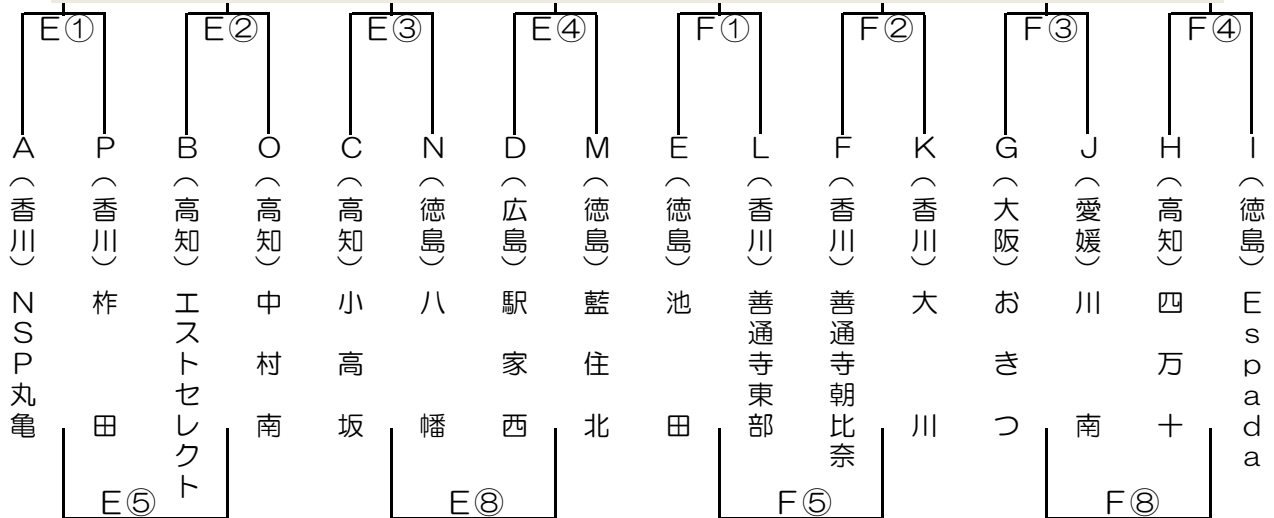 E① E② E③ E④ F① F② F③ F④
A(香川)NSP丸亀
P(香川)柞田
B(高知)エストセレクト
O(高知)中村南
C(高知)小高坂
N(徳島)八幡
D(広島)駅家西
M(徳島)藍住北
E(徳島)池田
L(香川)善通寺東部
F(香川)善通寺朝比奈
K(香川)大川
G(大阪)おきつ
J(愛媛)川南
H(高知)四万十
I(徳島)Espada
E⑤ E⑧ F⑤ F⑧